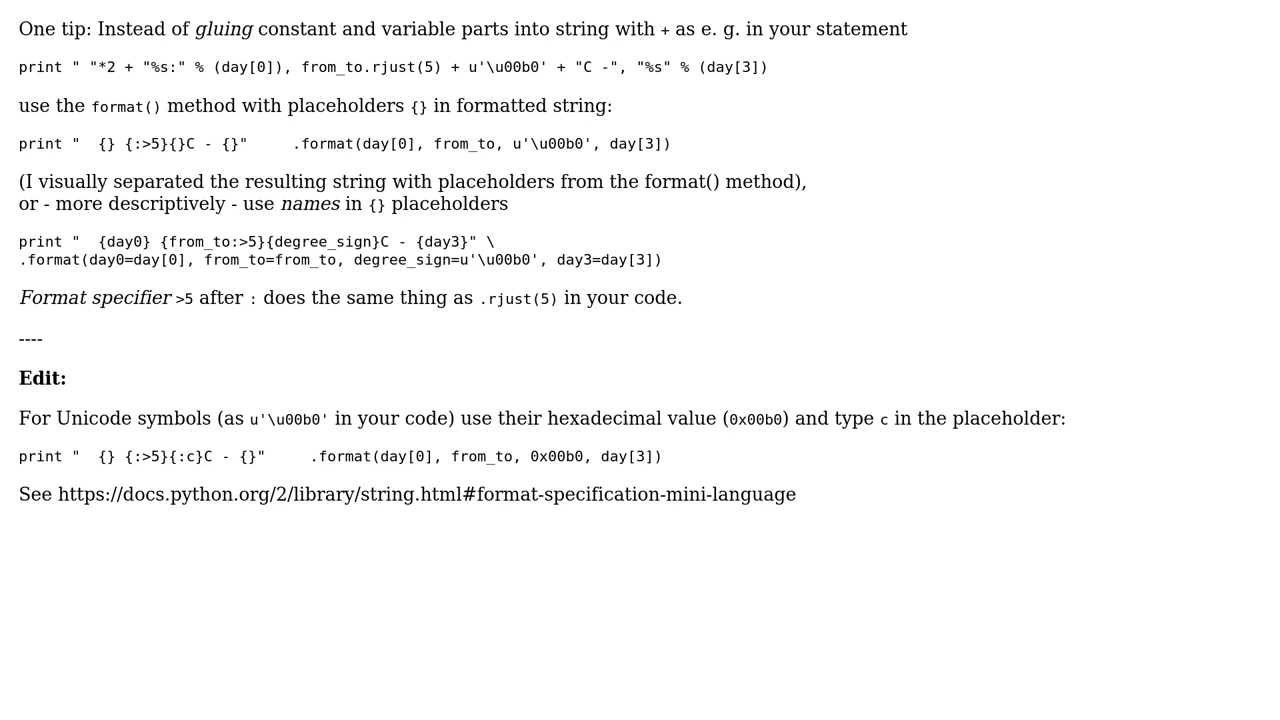 One tip: Instead of gluing constant and variable parts into string with + as e. g. in your statement
print " "*2 + "%s:" % (day[0]), from_to.rjust(5) + u'\u00b0' + "C -", "%s" % (day[3])
use the format() method with placeholders {} in formatted string:
print "  {} {:>5}{}C - {}"     .format(day[0], from_to, u'\u00b0', day[3])
(I visually separated the resulting string with placeholders from the format() method),
or - more descriptively - use names in {} placeholders
print "  {day0} {from_to:>5}{degree_sign}C - {day3}" \
.format(day0=day[0], from_to=from_to, degree_sign=u'\u00b0', day3=day[3])
Format specifier >5 after : does the same thing as .rjust(5) in your code.
----
Edit:
For Unicode symbols (as u'\u00b0' in your code) use their hexadecimal value (0x00b0) and type c in the placeholder:
print "  {} {:>5}{:c}C - {}"     .format(day[0], from_to, 0x00b0, day[3])
See https://docs.python.org/2/library/string.html#format-specification-mini-language